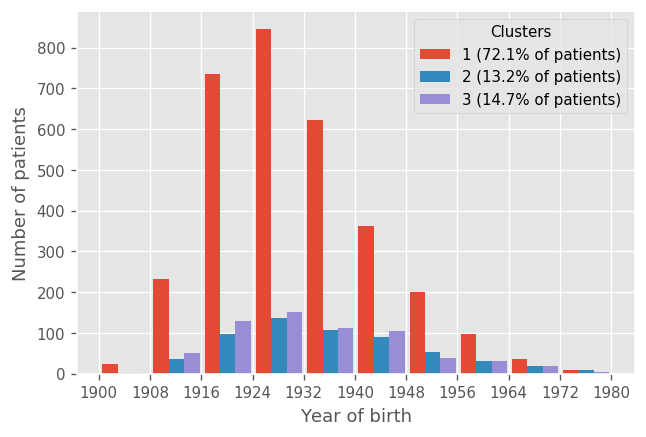 Clusters
1 (72.1% of patients)
2 (13.2% of patients)
3 (14.7% of patients)
Number of patients
800
700
600
500
400
300
200
100
0
1900 1908 1916 1924 1932 1940 1948 1956 1964 1972 1980
Year of birth